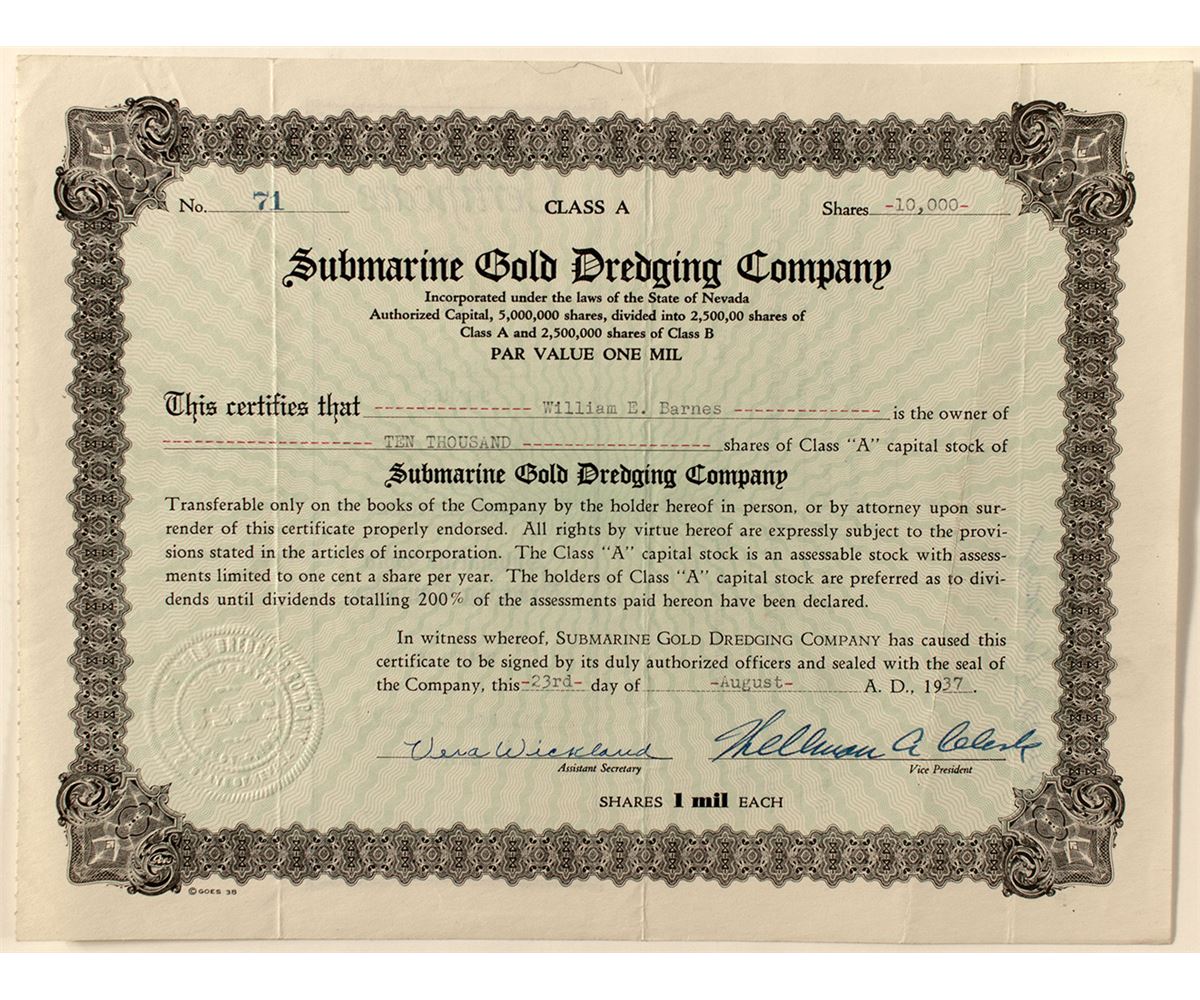 No. 71 CLASS A Shares -10,000-
Submarine Gold Dredging Company
Incorporated under the laws of the State of Nevada
Authorized Capital, 5,000,000 shares, divided into 2,500,00 shares of
Class A and 2,500,000 shares of Class B
PAR VALUE ONE MIL
This certifies that William E. Barnes is the owner of
TEN THOUSAND shares of Class "A" capital stock of
Submarine Gold Dredging Company
Transferable only on the books of the Company by the holder hereof in person, or by attorney upon sur-
render of this certificate properly endorsed. All rights by virtue hereof are expressly subject to the provi-
sions stated in the articles of incorporation. The Class "A" capital stock is an assessable stock with assess-
ments limited to one cent a share per year. The holders of Class "A" capital stock are preferred as to divi-
dends until dividends totalling 200% of the assessments paid hereon have been declared.
In witness whereof, SUBMARINE GOLD DREDGING COMPANY has caused this
certificate to be signed by its duly authorized officers and sealed with the seal of
the Company, this -23rd- day of -August- A. D., 1937.
Vera Wickland
Assistant Secretary Vice President
SHARES 1 mil EACH
© GOES 38